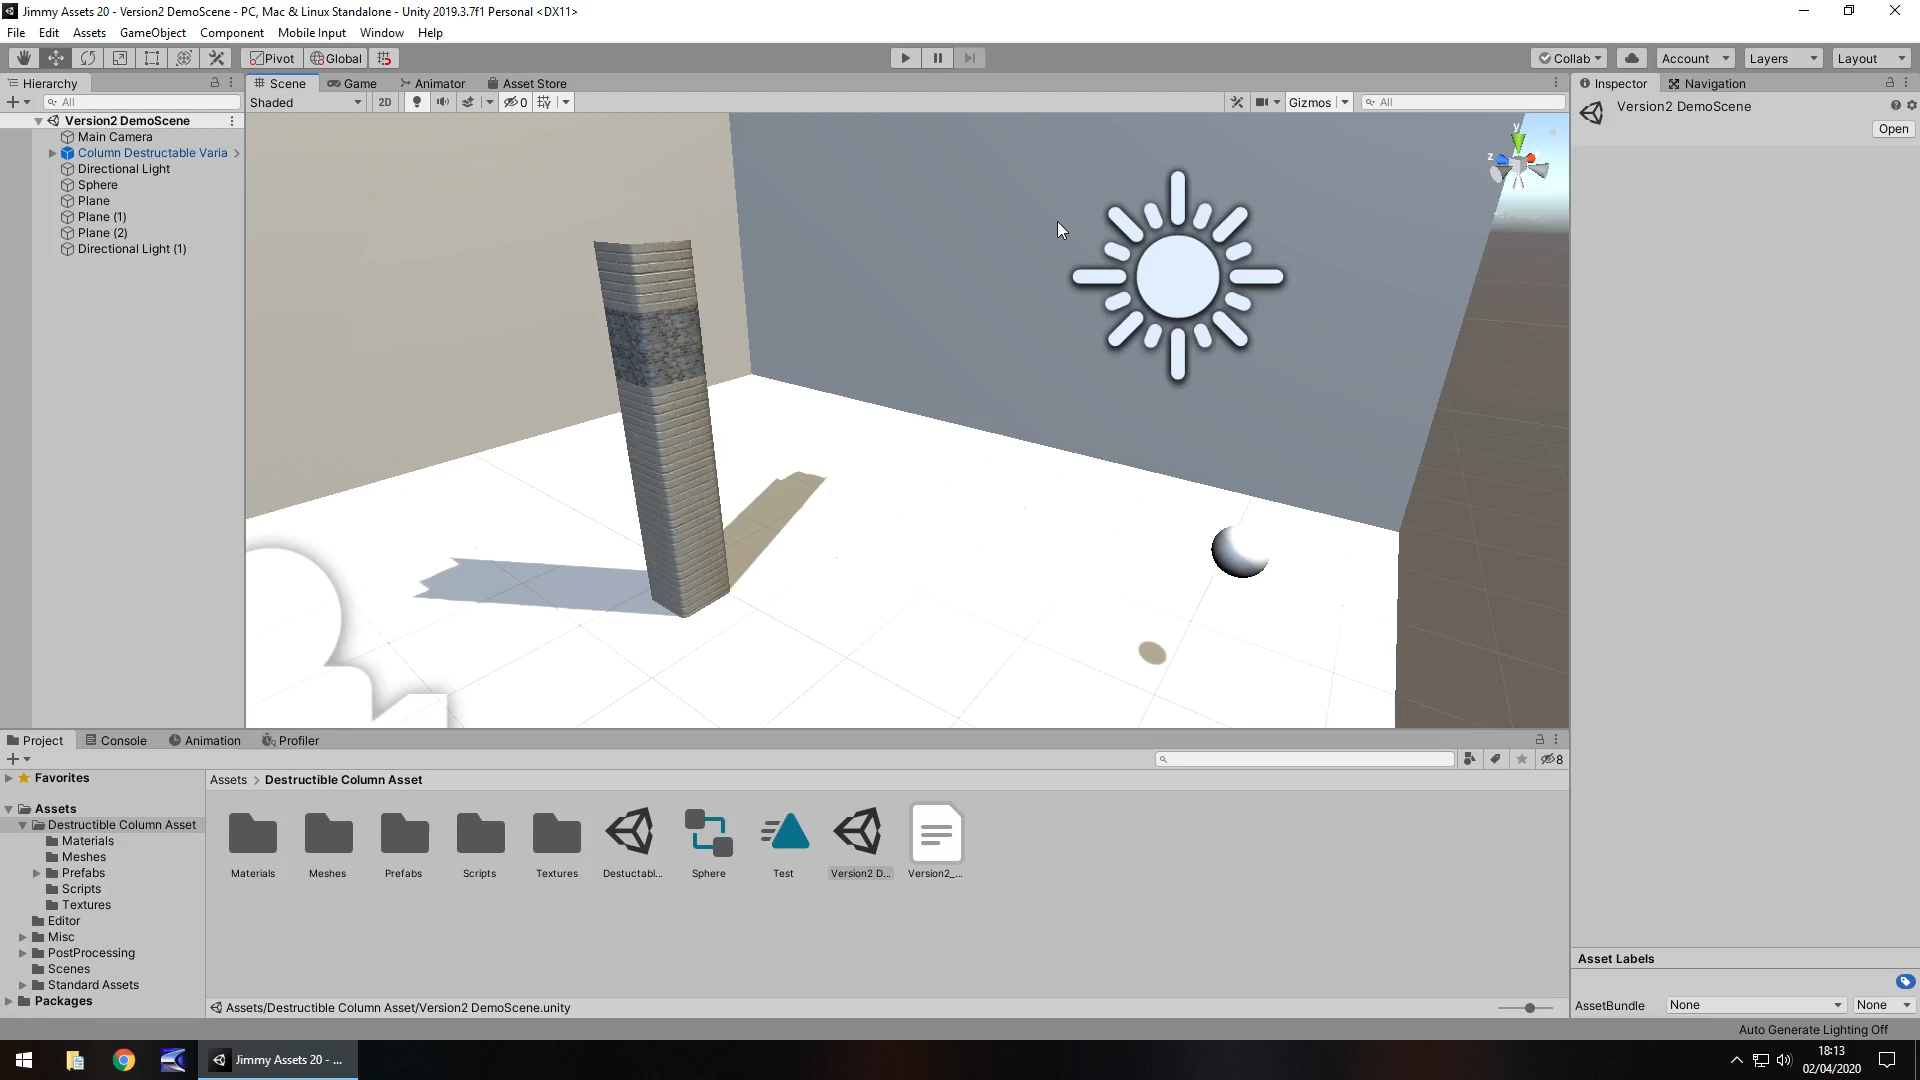 Jimmy Assets 20 - Version2 DemoScene - PC, Mac & Linux Standalone - Unity 2019.3.7f1 Personal <DX11>
File Edit Assets GameObject Component Mobile Input Window Help
Pivot Global Collab Account Layers Layout
Hierarchy Scene Game Animator Asset Store Inspector Navigation
All Shaded 2D 0 Gizmos All
Version2 DemoScene
Open
Version2 DemoScene
Main Camera
Column Destructable Varia
Directional Light
Sphere
Plane
Plane (1)
Plane (2)
Directional Light (1)
y
z
Persp
Project Console Animation Profiler
8
Favorites
Assets
Destructible Column Asset
Materials
Meshes
Prefabs
Scripts
Textures
Editor
Misc
PostProcessing
Scenes
Standard Assets
Packages
Assets > Destructible Column Asset
Materials Meshes Prefabs Scripts Textures Destuctabl... Sphere Test Version2 D... Version2_...
Assets/Destructible Column Asset/Version2 DemoScene.unity
Asset Labels
AssetBundle None None
Auto Generate Lighting Off
Jimmy Assets 20 - ...
18:13
02/04/2020